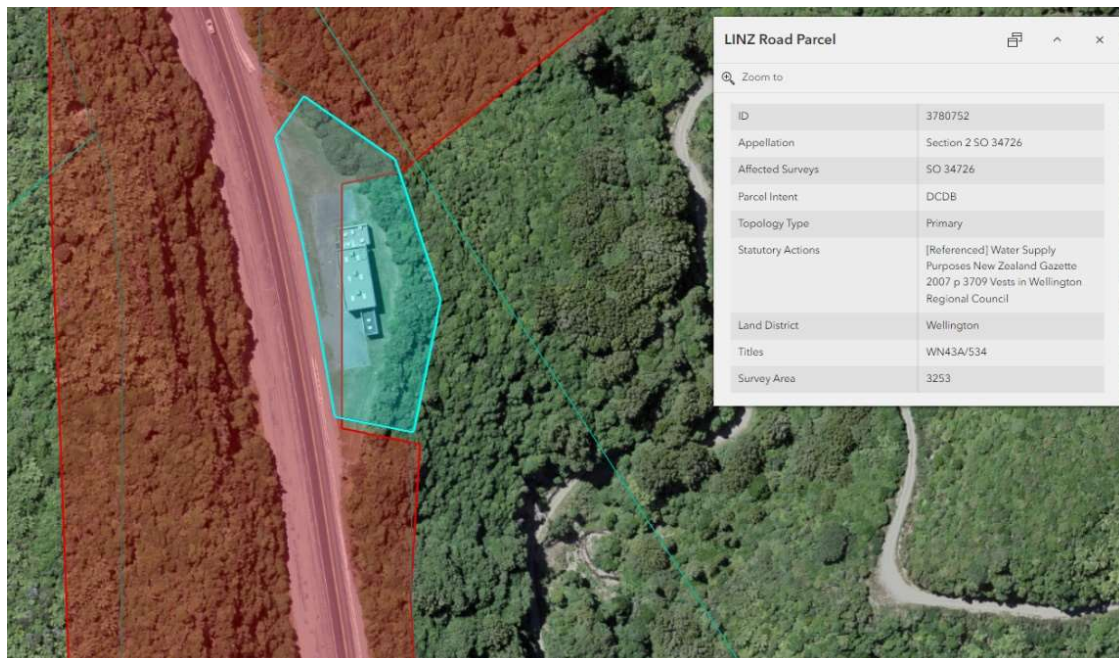 LINZ Road Parcel
Zoom to
ID 3780752
Appellation Section 2 SO 34726
Affected Surveys SO 34726
Parcel Intent DCDB
Topology Type Primary
Statutory Actions [Referenced] Water Supply
Purposes New Zealand Gazette
2007 p 3709 Vests in Wellington
Regional Council
Land District Wellington
Titles WN43A/534
Survey Area 3253